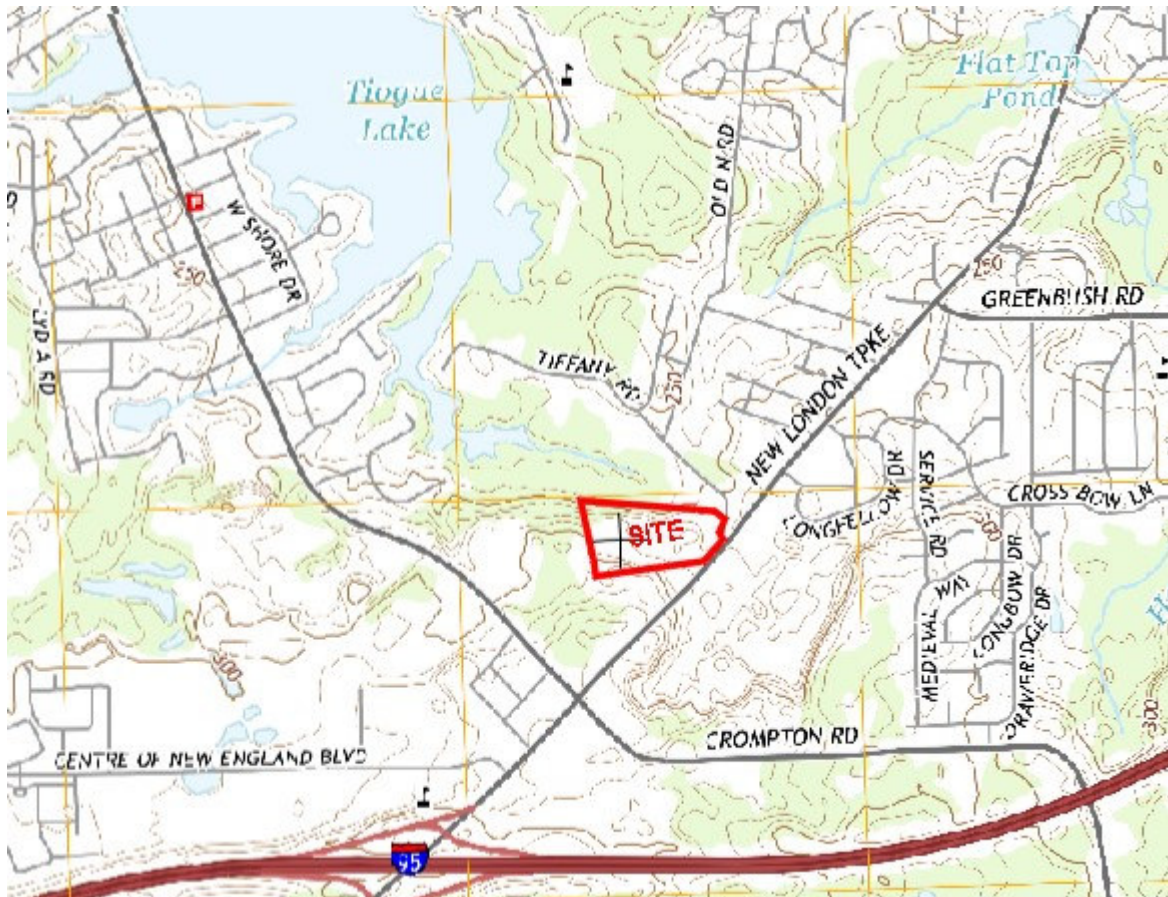 Tiogue
Lake
Flat Top
Pond
OLD N RD
W SHORE DR
250
250
GREENBUSH RD
TIFFANY RD
250
NEW LONDON TPKE
SITE
LONGFELLOW DR
SERVICE RD
CROSS BOW LN
300
MEDIEVAL WAY
LONGBOW DR
DRAWBRIDGE DR
300
300
CROMPTON RD
CENTRE OF NEW ENGLAND BLVD
95